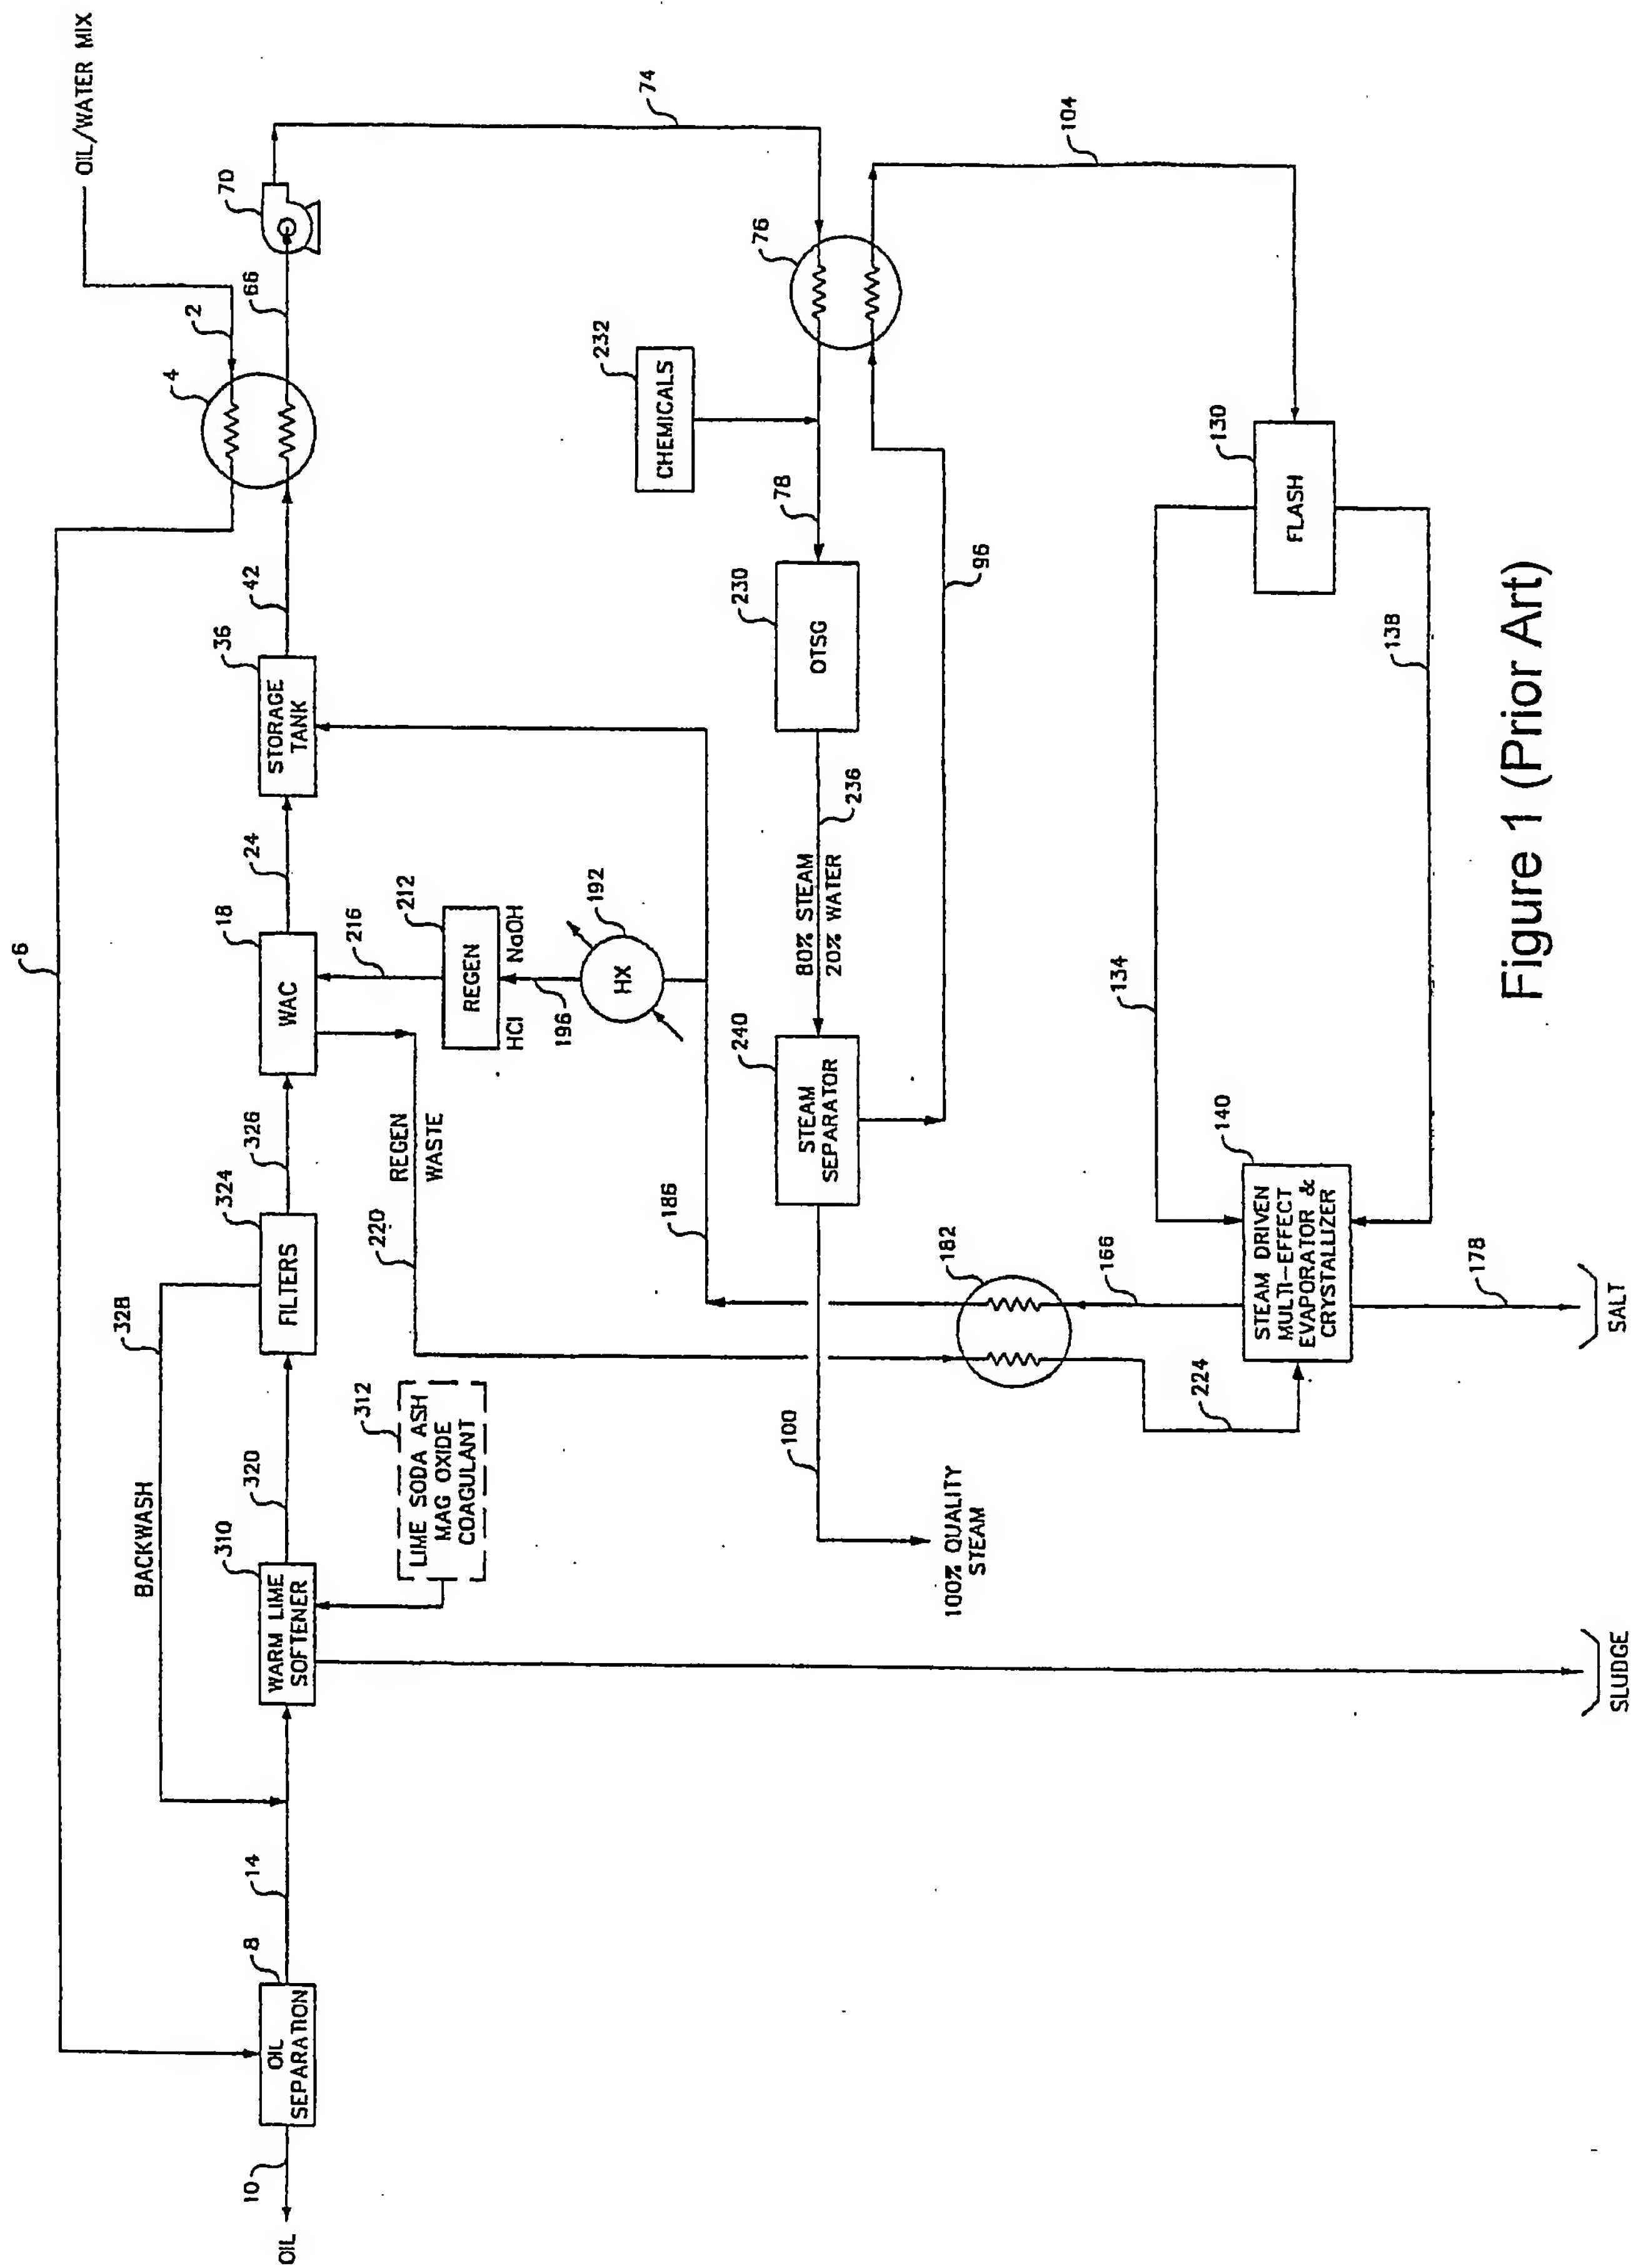 OIL/WATER MIX
6
2
4
66
70
74
42
36
STORAGE
TANK
24
18
WAC
326
324
FILTERS
328
BACKWASH
320
310
WARM LIME
SOFTENER
14
8
OIL
SEPARATION
10
OIL
312
LIME SODA ASH
MAG OXIDE
COAGULANT
REGEN
WASTE
220
216
212
REGEN
HCl
NaOH
196
192
HX
186
232
CHEMICALS
76
78
230
OTSG
236
80% STEAM
20% WATER
240
STEAM
SEPARATOR
96
100
100% QUALITY
STEAM
104
130
FLASH
134
138
140
STEAM DRIVEN
MULTI-EFFECT
EVAPORATOR &
CRYSTALLIZER
182
166
224
178
SALT
SLUDGE
Figure 1 (Prior Art)